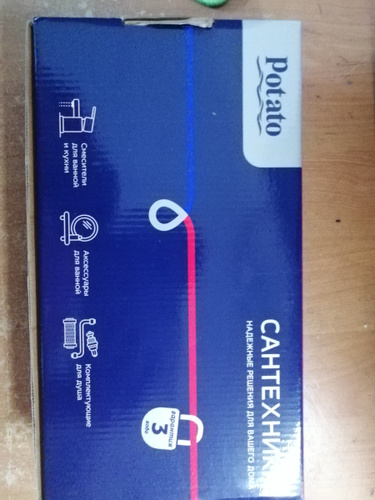 Potato
САНТЕХНИК
НАДЕЖНЫЕ РЕШЕНИЯ ДЛЯ ВАШЕГО ДОМА
Смесители
для ванной
и кухни
Аксессуары
для ванной
Комплектующие
для душа
гарантия
3
года